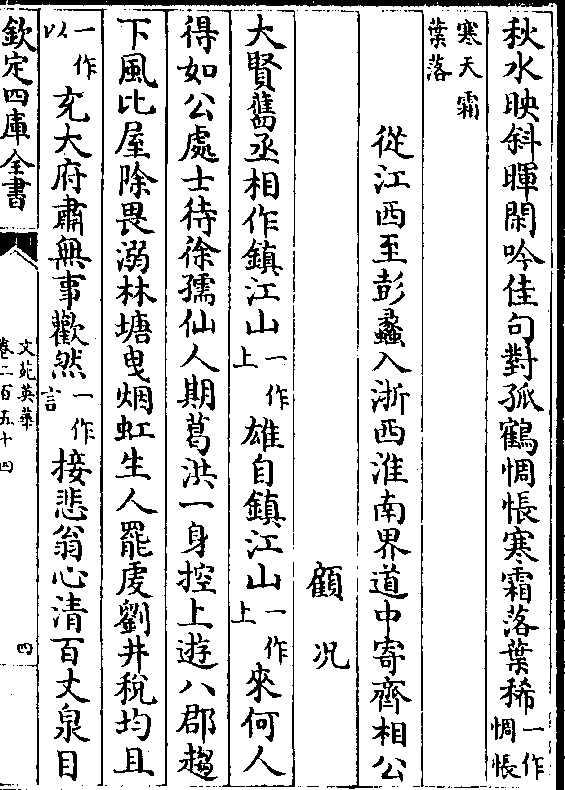 秋水映斜暉閑吟佳句對孤鶴惆悵寒霜落葉稀一作惆悵
寒天霜葉落
從江西至彭蠡入浙西淮南界道中寄齊相公
顧况
大賢舊丞相作鎮江山一作上雄自鎮江山一作上來何人
得如公處士待徐孺仙人期葛洪一身控上遊八郡趨
下風比屋除畏溺林塘曳烟虹生人罷虔劉井稅均且
一作以充大府肅無事歡然一作言接悲翁心清百丈泉目
欽定四庫全書
文苑英華
卷二百五十四
四